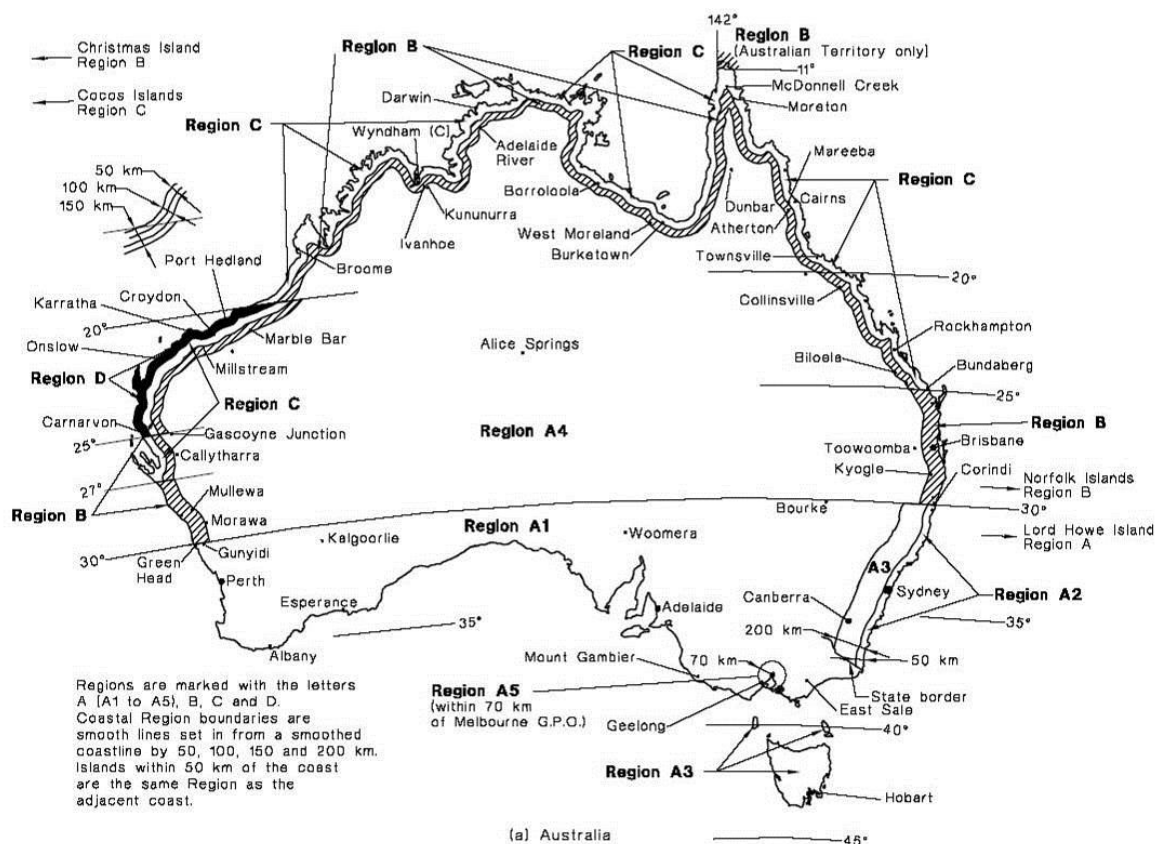 142°
Christmas Island
Region B
Region B
Region C
Region B
(Australian Territory only)
11°
McDonnell Creek
Moreton
Cocos Islands
Region C
Darwin
Region C
Wyndham (C)
Adelaide
River
Mareeba
50 km
100 km
150 km
Borroloola
Region C
Cairns
Kununurra
Dunbar
West Moreland
Atherton
Ivanhoe
Burketown
Townsville
Port Hedland
Broome
20°
Croydon
Collinsville
Karratha
20°
Marble Bar
Rockhampton
Onslow
Alice Springs
Millstream
Biloela
Bundaberg
Region D
25°
Region C
Carnarvon
Region A4
Region B
Gascoyne Junction
25°
Toowoomba
Brisbane
Callytharra
Kyogle
Corindi
27°
Norfolk Islands
Region B
Mullewa
Region B
Bourke
30°
Morawa
Region A1
Lord Howe Island
Region A
Kalgoorlie
Woomera
30°
Gunyidi
Green
Head
A3
Perth
Sydney
Canberra
Region A2
Esperance
Adelaide
35°
35°
200 km
Albany
Mount Gambier
70 km
50 km
Regions are marked with the letters
A (A1 to A5), B, C and D.
Coastal Region boundaries are
smooth lines set in from a smoothed
coastline by 50, 100, 150 and 200 km.
Islands within 50 km of the coast
are the same Region as the
adjacent coast.
Region A5
(within 70 km
of Melbourne G.P.O.)
State border
East Sale
Geelong
40°
Region A3
Hobart
(a) Australia
45°